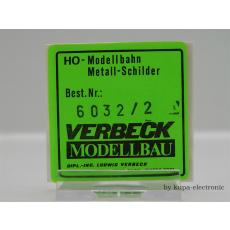 HO-Modellbahn
Metall-Schilder
Best.Nr.:
6032/2
VERBECK
MODELLBAU
DIPL.-ING. LUDWIG VERBECK
by kupa-electronic